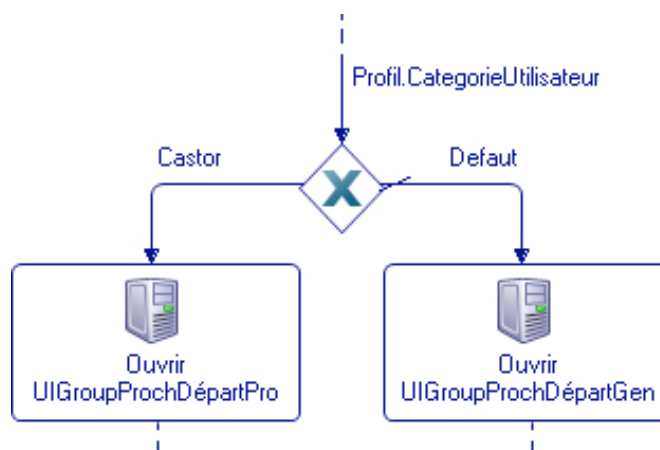 Profil.CategorieUtilisateur
Castor
Defaut
X
Ouvrir
UIGroupProchDépartPro
Ouvrir
UIGroupProchDépartGen